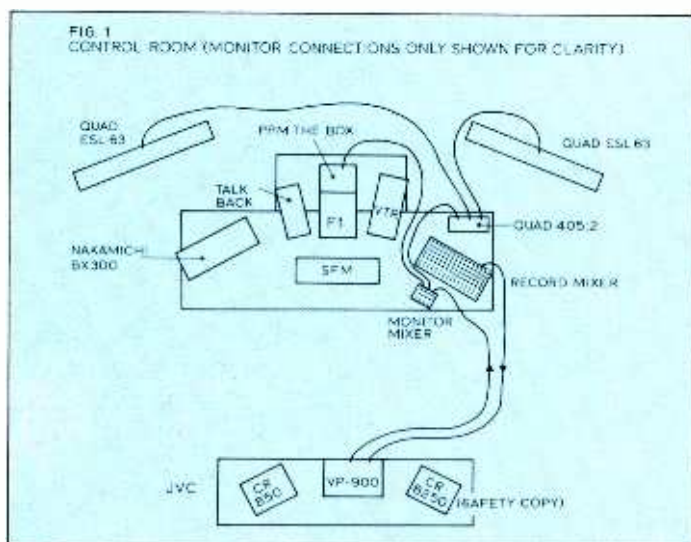 FIG. 1
CONTROL ROOM (MONITOR CONNECTIONS ONLY SHOWN FOR CLARITY)
QUAD
ESL 63
PPM THE BOX
QUAD ESL 63
TALK
BACK
F1
VTR
QUAD 405:2
NAKAMICHI
BX300
SFM
RECORD MIXER
MONITOR
MIXER
JVC
CR
850
VP-900
CR
8250
(SAFETY COPY)